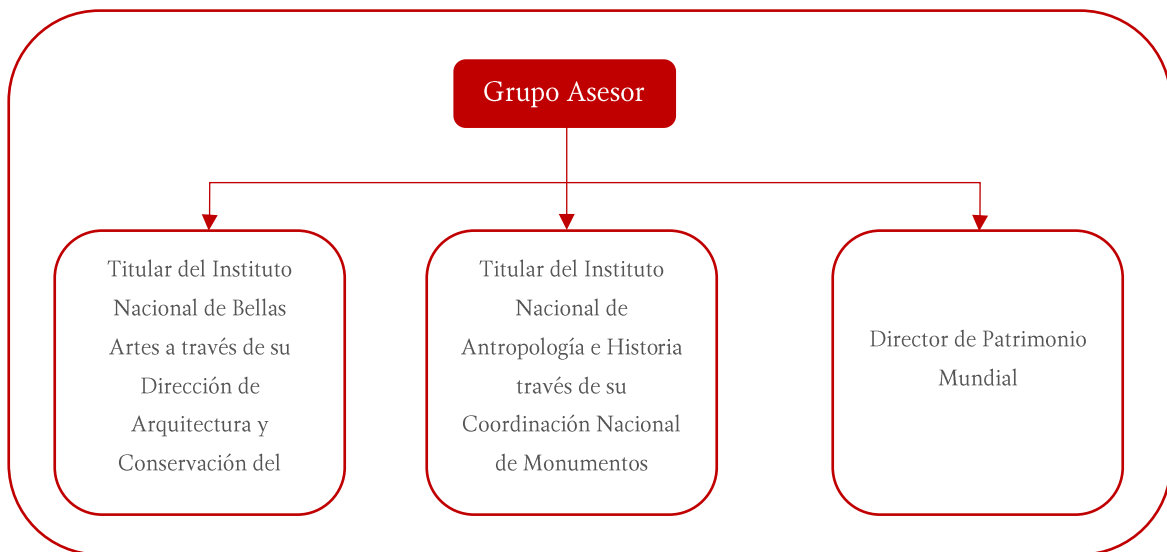 Grupo Asesor
Titular del Instituto
Nacional de Bellas
Artes a través de su
Dirección de
Arquitectura y
Conservación del
Titular del Instituto
Nacional de
Antropología e Historia
través de su
Coordinación Nacional
de Monumentos
Director de Patrimonio
Mundial